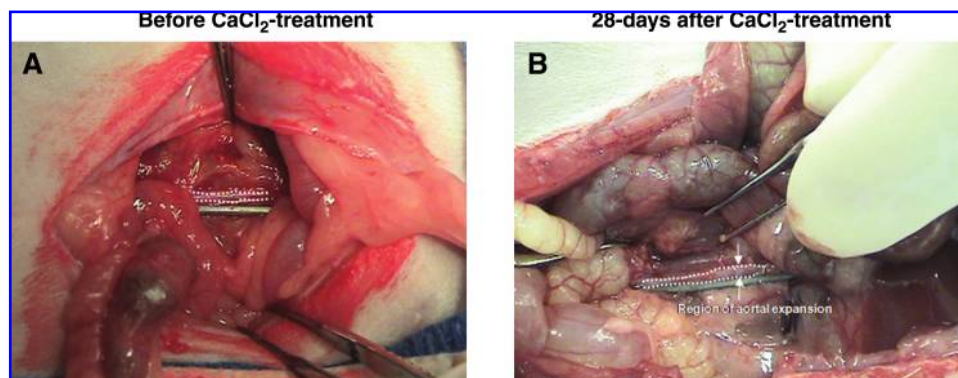 Before CaCl₂-treatment
28-days after CaCl₂-treatment
A
B
Region of aortal expansion